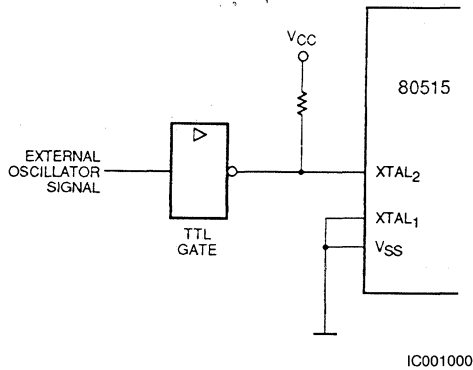 VCC
80515
EXTERNAL
OSCILLATOR
SIGNAL
XTAL2
TTL
GATE
XTAL1
VSS
IC001000